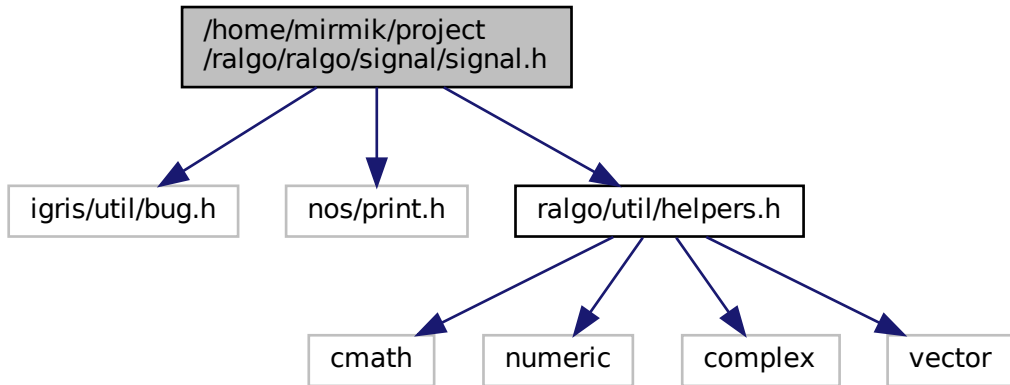 /home/mirmik/project
/ralgo/ralgo/signal/signal.h
igris/util/bug.h
nos/print.h
ralgo/util/helpers.h
cmath
numeric
complex
vector